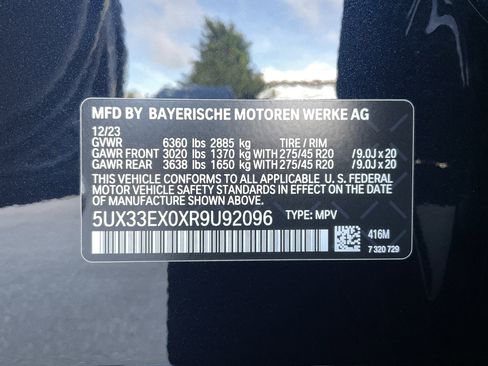 MFD BY BAYERISCHE MOTOREN WERKE AG
12/23
GVWR 6360 lbs 2885 kg TIRE / RIM
GAWR FRONT 3020 lbs 1370 kg WITH 275/45 R20 / 9.0J x 20
GAWR REAR 3638 lbs 1650 kg WITH 275/45 R20 / 9.0J x 20
THIS VEHICLE CONFORMS TO ALL APPLICABLE U.S. FEDERAL
MOTOR VEHICLE SAFETY STANDARDS IN EFFECT ON THE DATE
OF MANUFACTURE SHOWN ABOVE.
5UX33EX0XR9U92096 TYPE: MPV
416M
7 320 729